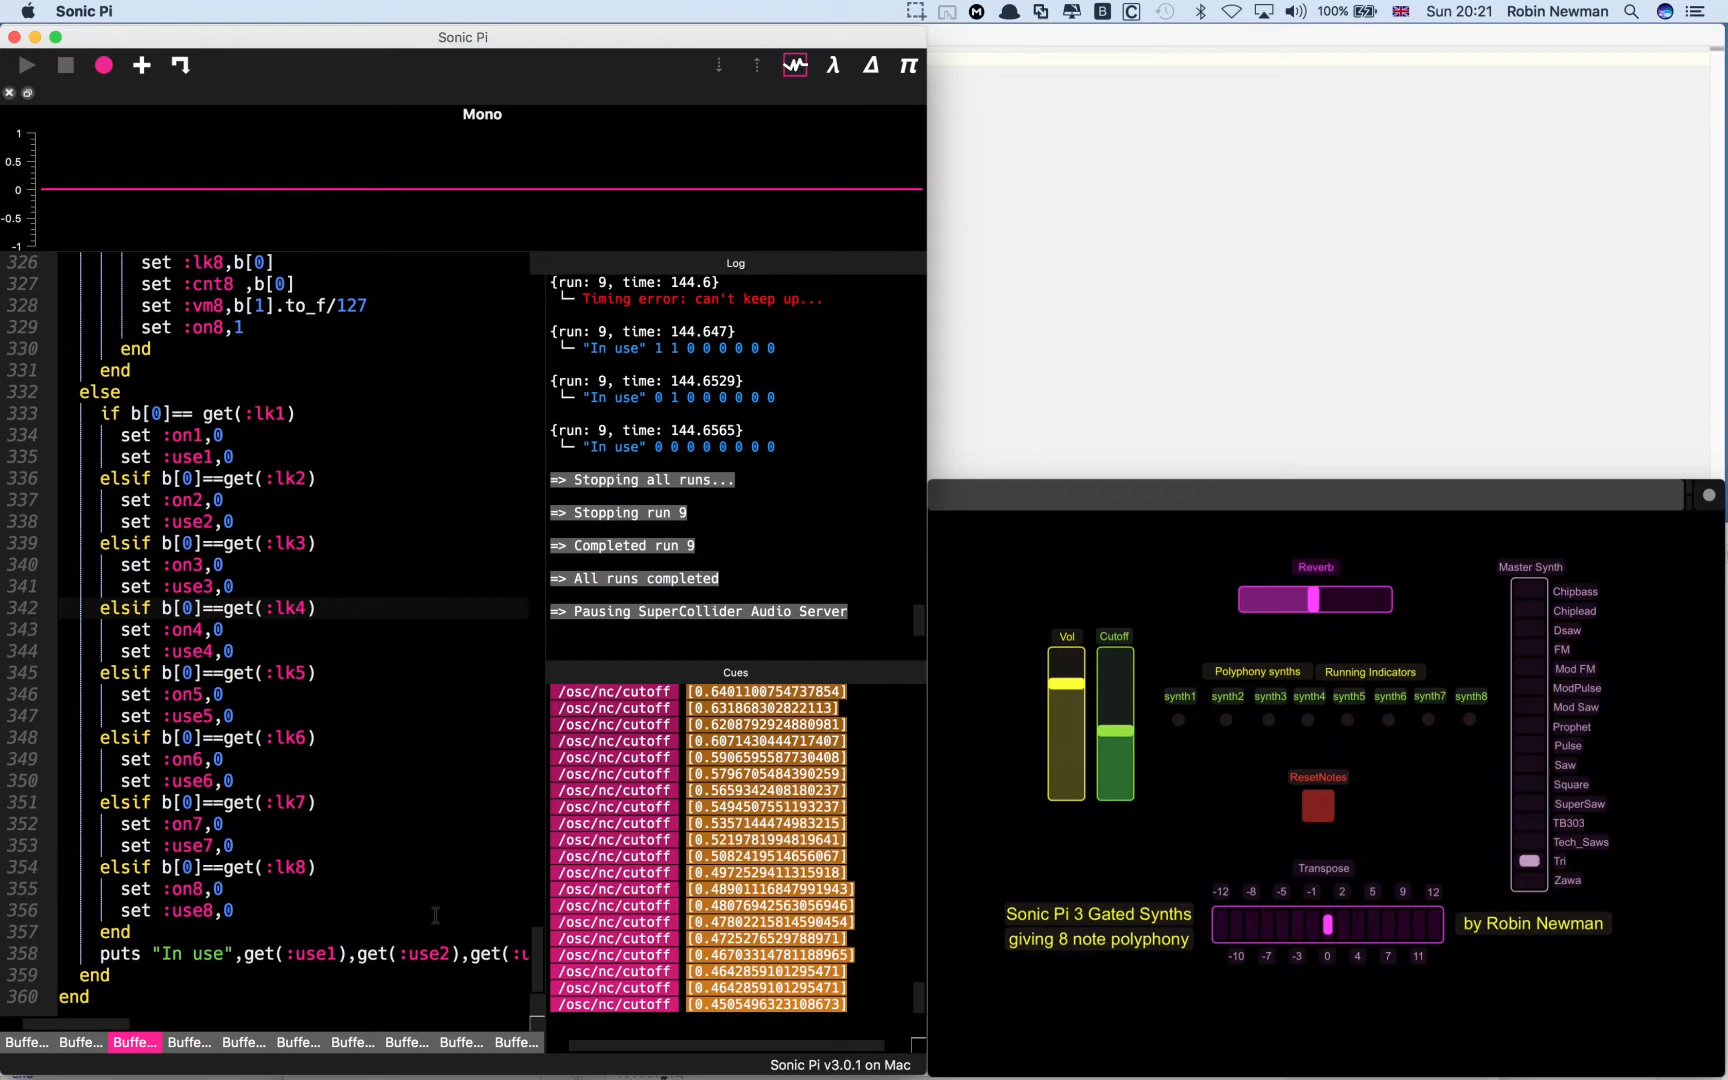 Sonic Pi
100%
Sun 20:21
Robin Newman
Sonic Pi
Mono
1
0.5
0
-0.5
-1
326 set :lk8,b[0]
327 set :cnt8 ,b[0]
328 set :vm8,b[1].to_f/127
329 set :on8,1
330 end
331 end
332 else
333 if b[0]== get(:lk1)
334 set :on1,0
335 set :use1,0
336 elsif b[0]==get(:lk2)
337 set :on2,0
338 set :use2,0
339 elsif b[0]==get(:lk3)
340 set :on3,0
341 set :use3,0
342 elsif b[0]==get(:lk4)
343 set :on4,0
344 set :use4,0
345 elsif b[0]==get(:lk5)
346 set :on5,0
347 set :use5,0
348 elsif b[0]==get(:lk6)
349 set :on6,0
350 set :use6,0
351 elsif b[0]==get(:lk7)
352 set :on7,0
353 set :use7,0
354 elsif b[0]==get(:lk8)
355 set :on8,0
356 set :use8,0
357 end
358 puts "In use",get(:use1),get(:use2),get(:u
359 end
360 end
Buffe... Buffe... Buffe... Buffe... Buffe... Buffe... Buffe... Buffe... Buffe... Buffe...
Log
{run: 9, time: 144.6}
└─ Timing error: can't keep up...
{run: 9, time: 144.647}
└─ "In use" 1 1 0 0 0 0 0 0
{run: 9, time: 144.6529}
└─ "In use" 0 1 0 0 0 0 0 0
{run: 9, time: 144.6565}
└─ "In use" 0 0 0 0 0 0 0 0
=> Stopping all runs...
=> Stopping run 9
=> Completed run 9
=> All runs completed
=> Pausing SuperCollider Audio Server
Cues
/osc/nc/cutoff [0.6401100754737854]
/osc/nc/cutoff [0.631868302822113]
/osc/nc/cutoff [0.6208792924880981]
/osc/nc/cutoff [0.6071430444717407]
/osc/nc/cutoff [0.5906595587730408]
/osc/nc/cutoff [0.5796705484390259]
/osc/nc/cutoff [0.5659342408180237]
/osc/nc/cutoff [0.5494507551193237]
/osc/nc/cutoff [0.5357144474983215]
/osc/nc/cutoff [0.5219781994819641]
/osc/nc/cutoff [0.5082419514656067]
/osc/nc/cutoff [0.4972529411315918]
/osc/nc/cutoff [0.48901116847991943]
/osc/nc/cutoff [0.48076942563056946]
/osc/nc/cutoff [0.47802215814590454]
/osc/nc/cutoff [0.4725276529788971]
/osc/nc/cutoff [0.46703314781188965]
/osc/nc/cutoff [0.4642859101295471]
/osc/nc/cutoff [0.4642859101295471]
/osc/nc/cutoff [0.4505496323108673]
Sonic Pi v3.0.1 on Mac
Reverb
Vol
Cutoff
Polyphony synths
Running Indicators
synth1 synth2 synth3 synth4 synth5 synth6 synth7 synth8
ResetNotes
Transpose
-12 -8 -5 -1 2 5 9 12
-10 -7 -3 0 4 7 11
Sonic Pi 3 Gated Synths
giving 8 note polyphony
by Robin Newman
Master Synth
Chipbass
Chiplead
Dsaw
FM
Mod FM
ModPulse
Mod Saw
Prophet
Pulse
Saw
Square
SuperSaw
TB303
Tech_Saws
Tri
Zawa